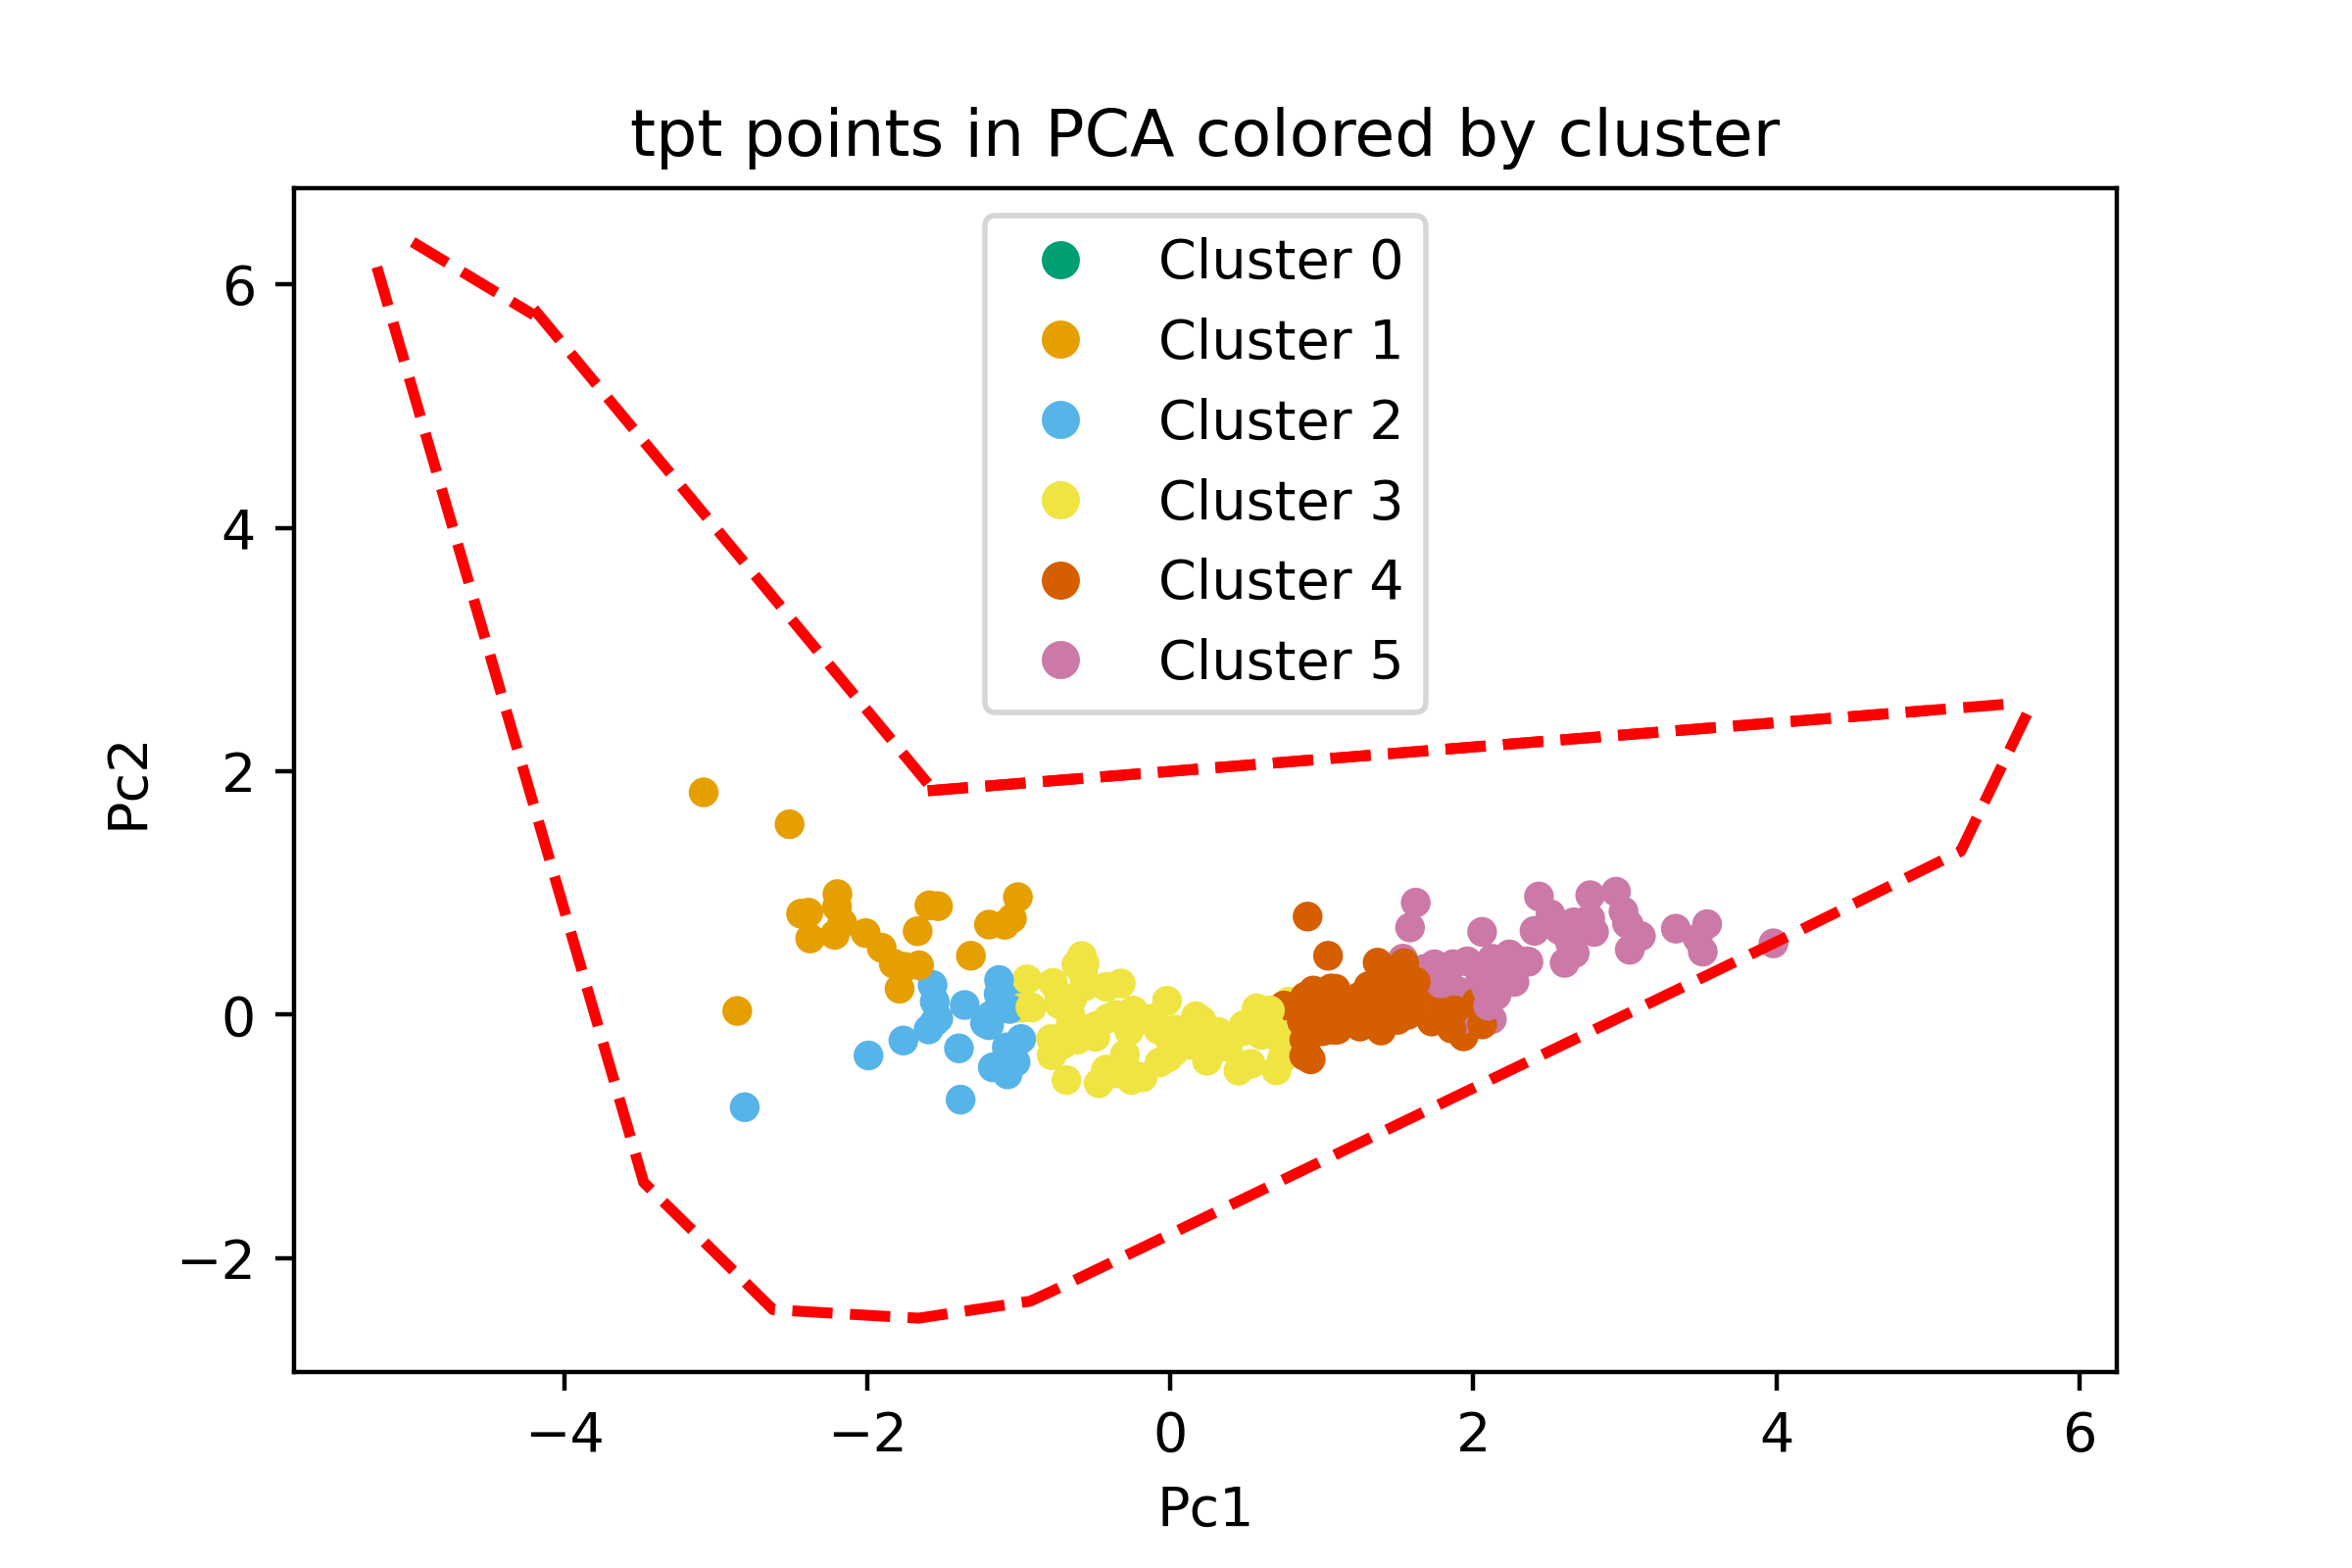 tpt points in PCA colored by cluster
Cluster 0
Cluster 1
Cluster 2
Cluster 3
Cluster 4
Cluster 5
6
4
2
0
−2
Pc2
−4 −2 0 2 4 6
Pc1